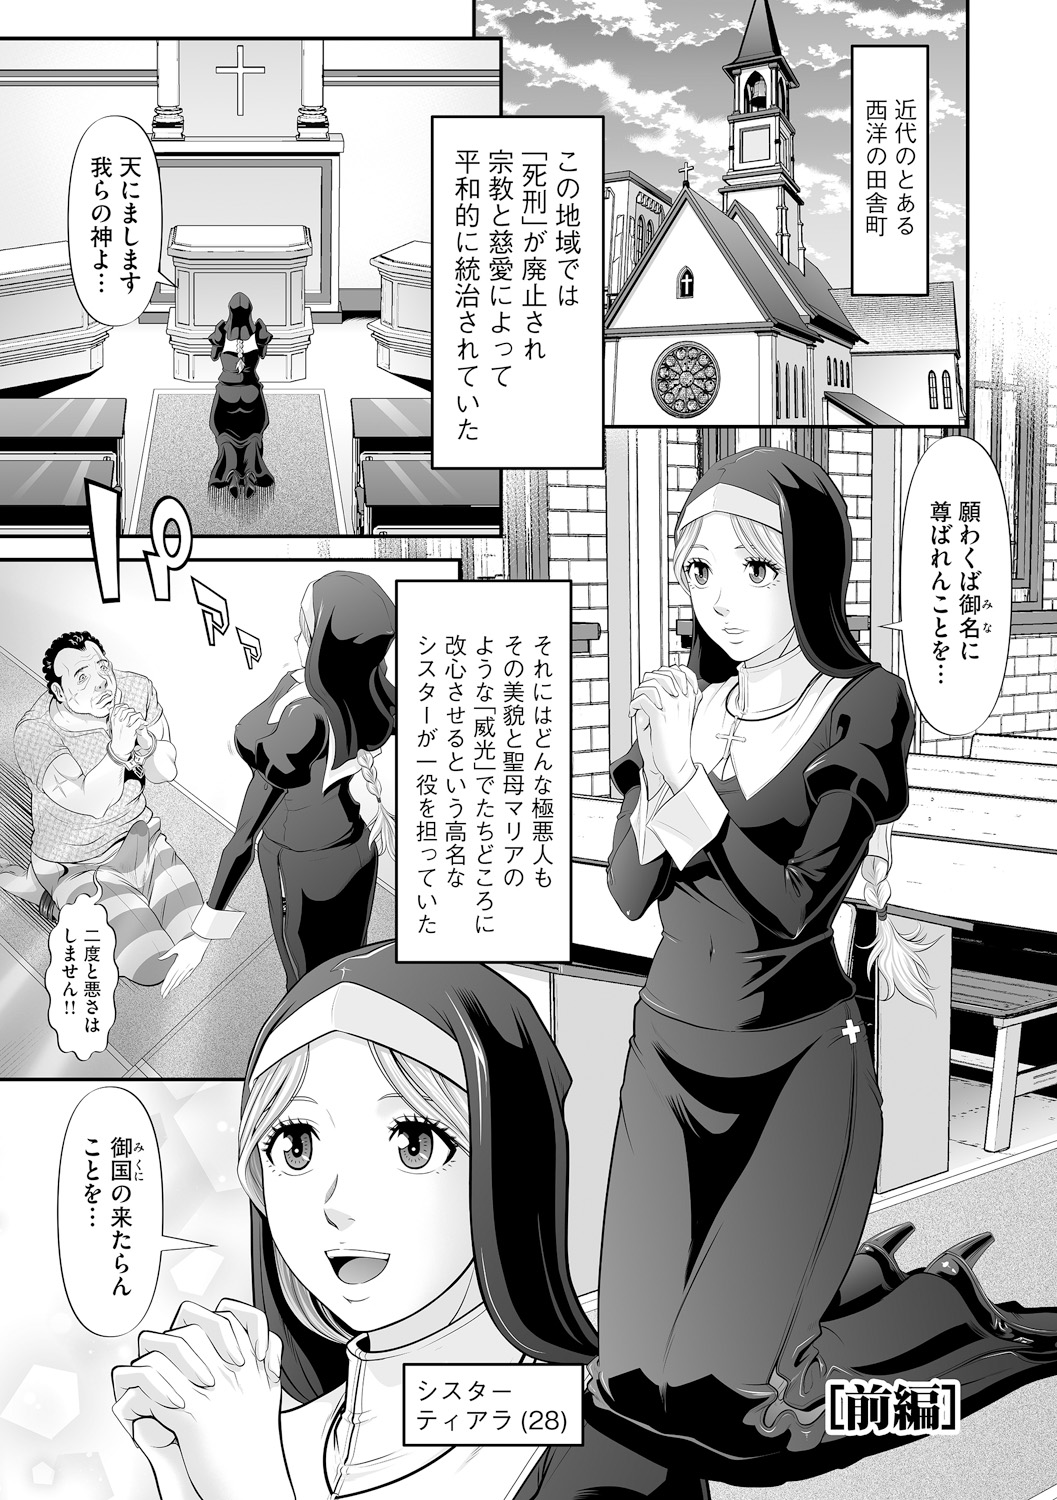 近代のとある
西洋の田舎町
この地域では
「死刑」が廃止され
宗教と慈愛によって
平和的に統治されていた
天にまします
我らの神よ…
願わくば御名に
みな
尊ばれんことを…
それにはどんな極悪人も
その美貌と聖母マリアの
ような「威光」でたちどころに
改心させるという高名な
シスターが一役を担っていた
パアァ…
二度と悪さは
しません!!
御国の来たらん
みくに
ことを…
シスター
ティアラ(28)
[前編]